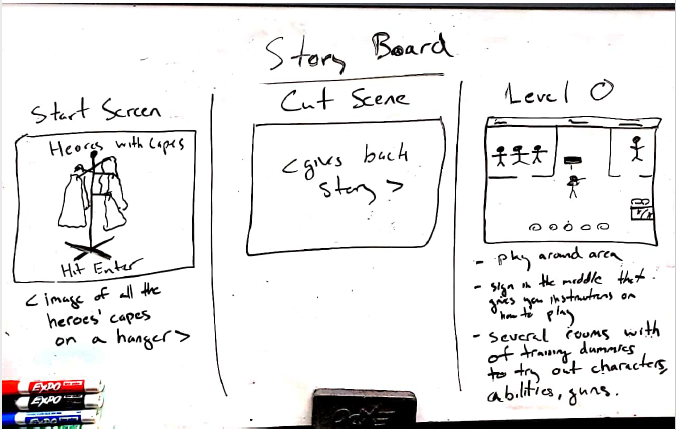 Story Board
Start Screen
Heores with Capes
Hit Enter
< image of all the
heroes' capes
on a hanger >
Cut Scene
< gives back
story >
Level 0
- play around area
- sign in the middle that
gives you instructions on
how to play
- several rooms with
of training dummies
to try out characters,
abilities, guns.
EXPO
EXPO
EXPO